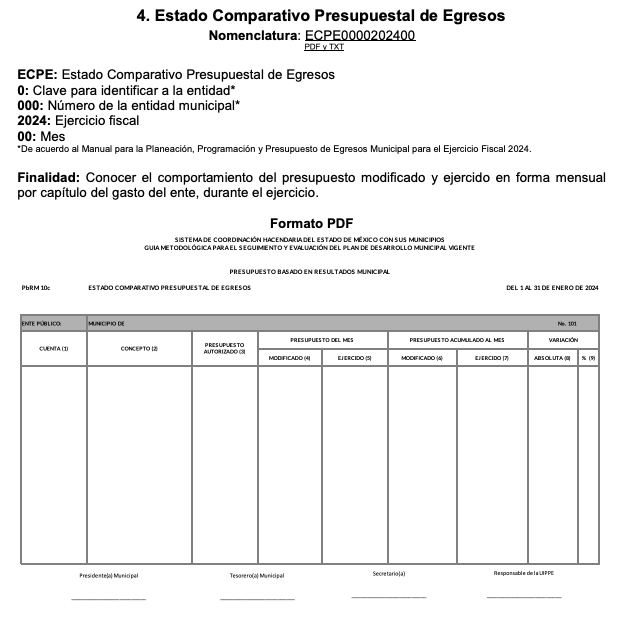 4. Estado Comparativo Presupuestal de Egresos
Nomenclatura: ECPE0000202400
PDF y TXT
ECPE: Estado Comparativo Presupuestal de Egresos
0: Clave para identificar a la entidad*
000: Número de la entidad municipal*
2024: Ejercicio fiscal
00: Mes
*De acuerdo al Manual para la Planeación, Programación y Presupuesto de Egresos Municipal para el Ejercicio Fiscal 2024.
Finalidad: Conocer el comportamiento del presupuesto modificado y ejercido en forma mensual
por capítulo del gasto del ente, durante el ejercicio.
Formato PDF
SISTEMA DE COORDINACIÓN HACENDARIA DEL ESTADO DE MÉXICO CON SUS MUNICIPIOS
GUIA METODOLÓGICA PARA EL SEGUIMIENTO Y EVALUACIÓN DEL PLAN DE DESARROLLO MUNICIPAL VIGENTE
PRESUPUESTO BASADO EN RESULTADOS MUNICIPAL
PbRM 10c ESTADO COMPARATIVO PRESUPUESTAL DE EGRESOS DEL 1 AL 31 DE ENERO DE 2024
ENTE PÚBLICO: MUNICIPIO DE No. 101
CUENTA (1) CONCEPTO (2) PRESUPUESTO AUTORIZADO (3) PRESUPUESTO DEL MES PRESUPUESTO ACUMULADO AL MES VARIACIÓN
MODIFICADO (4) EJERCIDO (5) MODIFICADO (6) EJERCIDO (7) ABSOLUTA (8) % (9)
Presidente(a) Municipal Tesorero(a) Municipal Secretario(a) Responsable de la UIPPE